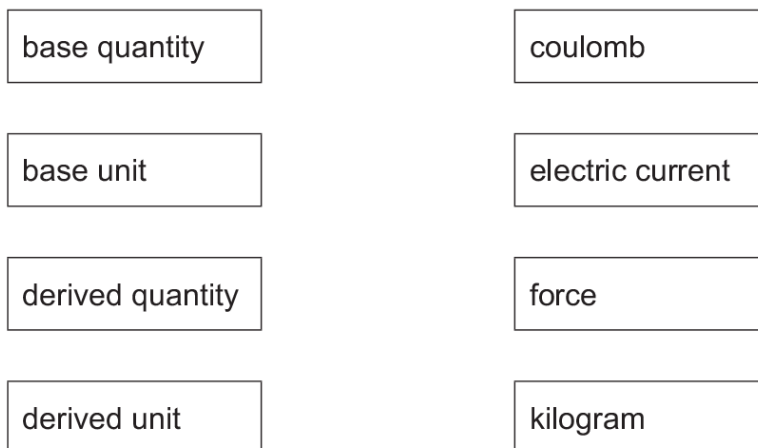 base quantity
coulomb
base unit
electric current
derived quantity
force
derived unit
kilogram